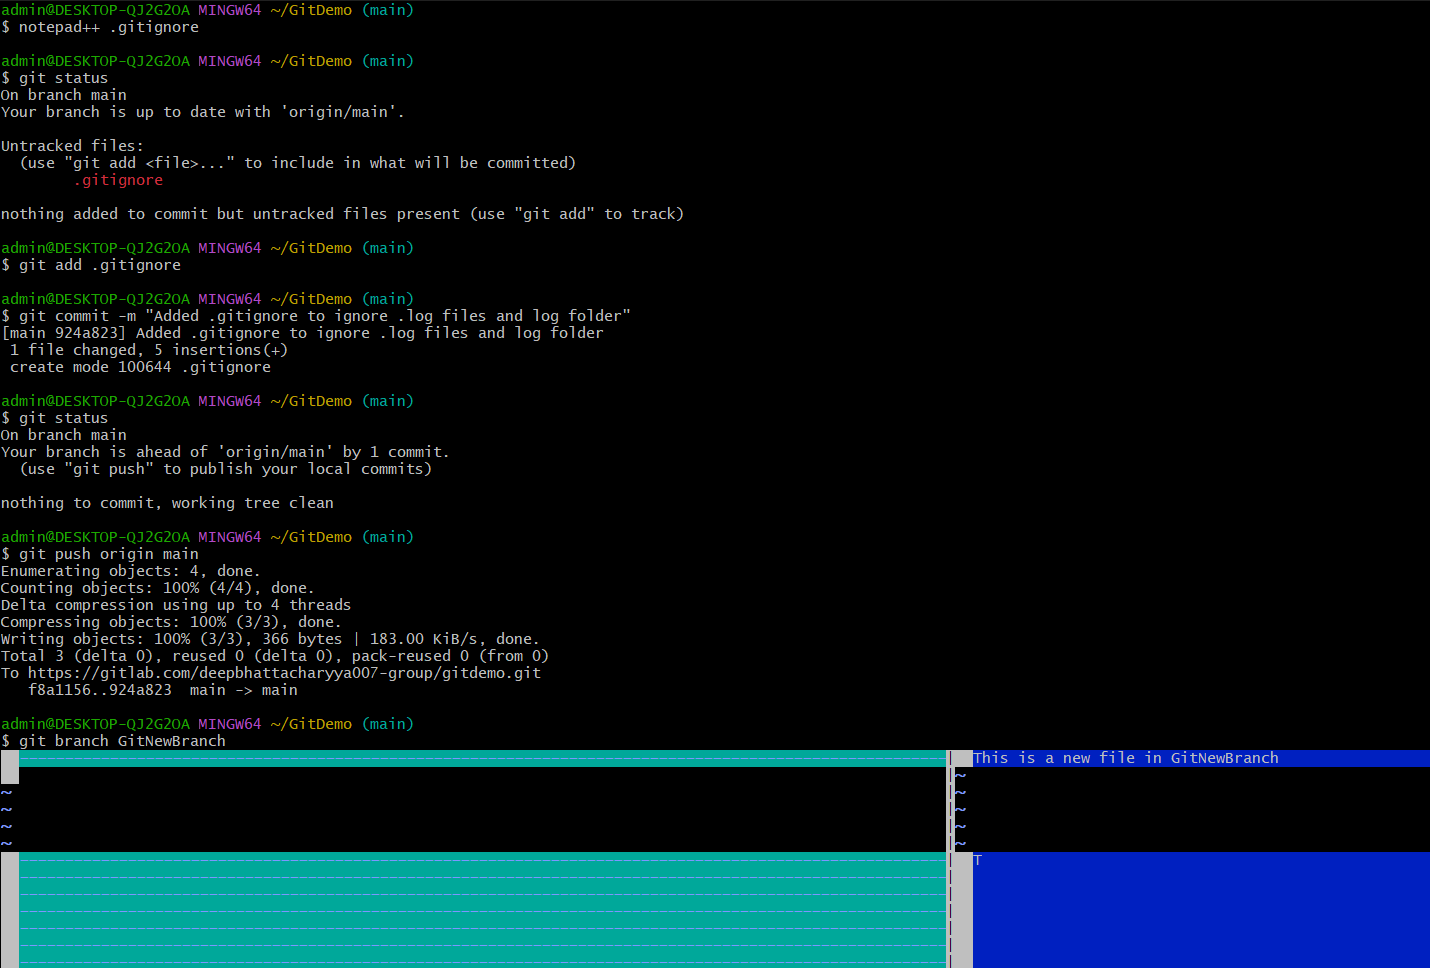 admin@DESKTOP-QJ2G2OA MINGW64 ~/GitDemo (main)
$ notepad++ .gitignore
admin@DESKTOP-QJ2G2OA MINGW64 ~/GitDemo (main)
$ git status
On branch main
Your branch is up to date with 'origin/main'.
Untracked files:
  (use "git add <file>..." to include in what will be committed)
        .gitignore
nothing added to commit but untracked files present (use "git add" to track)
admin@DESKTOP-QJ2G2OA MINGW64 ~/GitDemo (main)
$ git add .gitignore
admin@DESKTOP-QJ2G2OA MINGW64 ~/GitDemo (main)
$ git commit -m "Added .gitignore to ignore .log files and log folder"
[main 924a823] Added .gitignore to ignore .log files and log folder
 1 file changed, 5 insertions(+)
 create mode 100644 .gitignore
admin@DESKTOP-QJ2G2OA MINGW64 ~/GitDemo (main)
$ git status
On branch main
Your branch is ahead of 'origin/main' by 1 commit.
  (use "git push" to publish your local commits)
nothing to commit, working tree clean
admin@DESKTOP-QJ2G2OA MINGW64 ~/GitDemo (main)
$ git push origin main
Enumerating objects: 4, done.
Counting objects: 100% (4/4), done.
Delta compression using up to 4 threads
Compressing objects: 100% (3/3), done.
Writing objects: 100% (3/3), 366 bytes | 183.00 KiB/s, done.
Total 3 (delta 0), reused 0 (delta 0), pack-reused 0 (from 0)
To https://gitlab.com/deepbhattacharyya007-group/gitdemo.git
   f8a1156..924a823  main -> main
admin@DESKTOP-QJ2G2OA MINGW64 ~/GitDemo (main)
$ git branch GitNewBranch
This is a new file in GitNewBranch
~ ~
~ ~
~ ~
~ ~
~
T